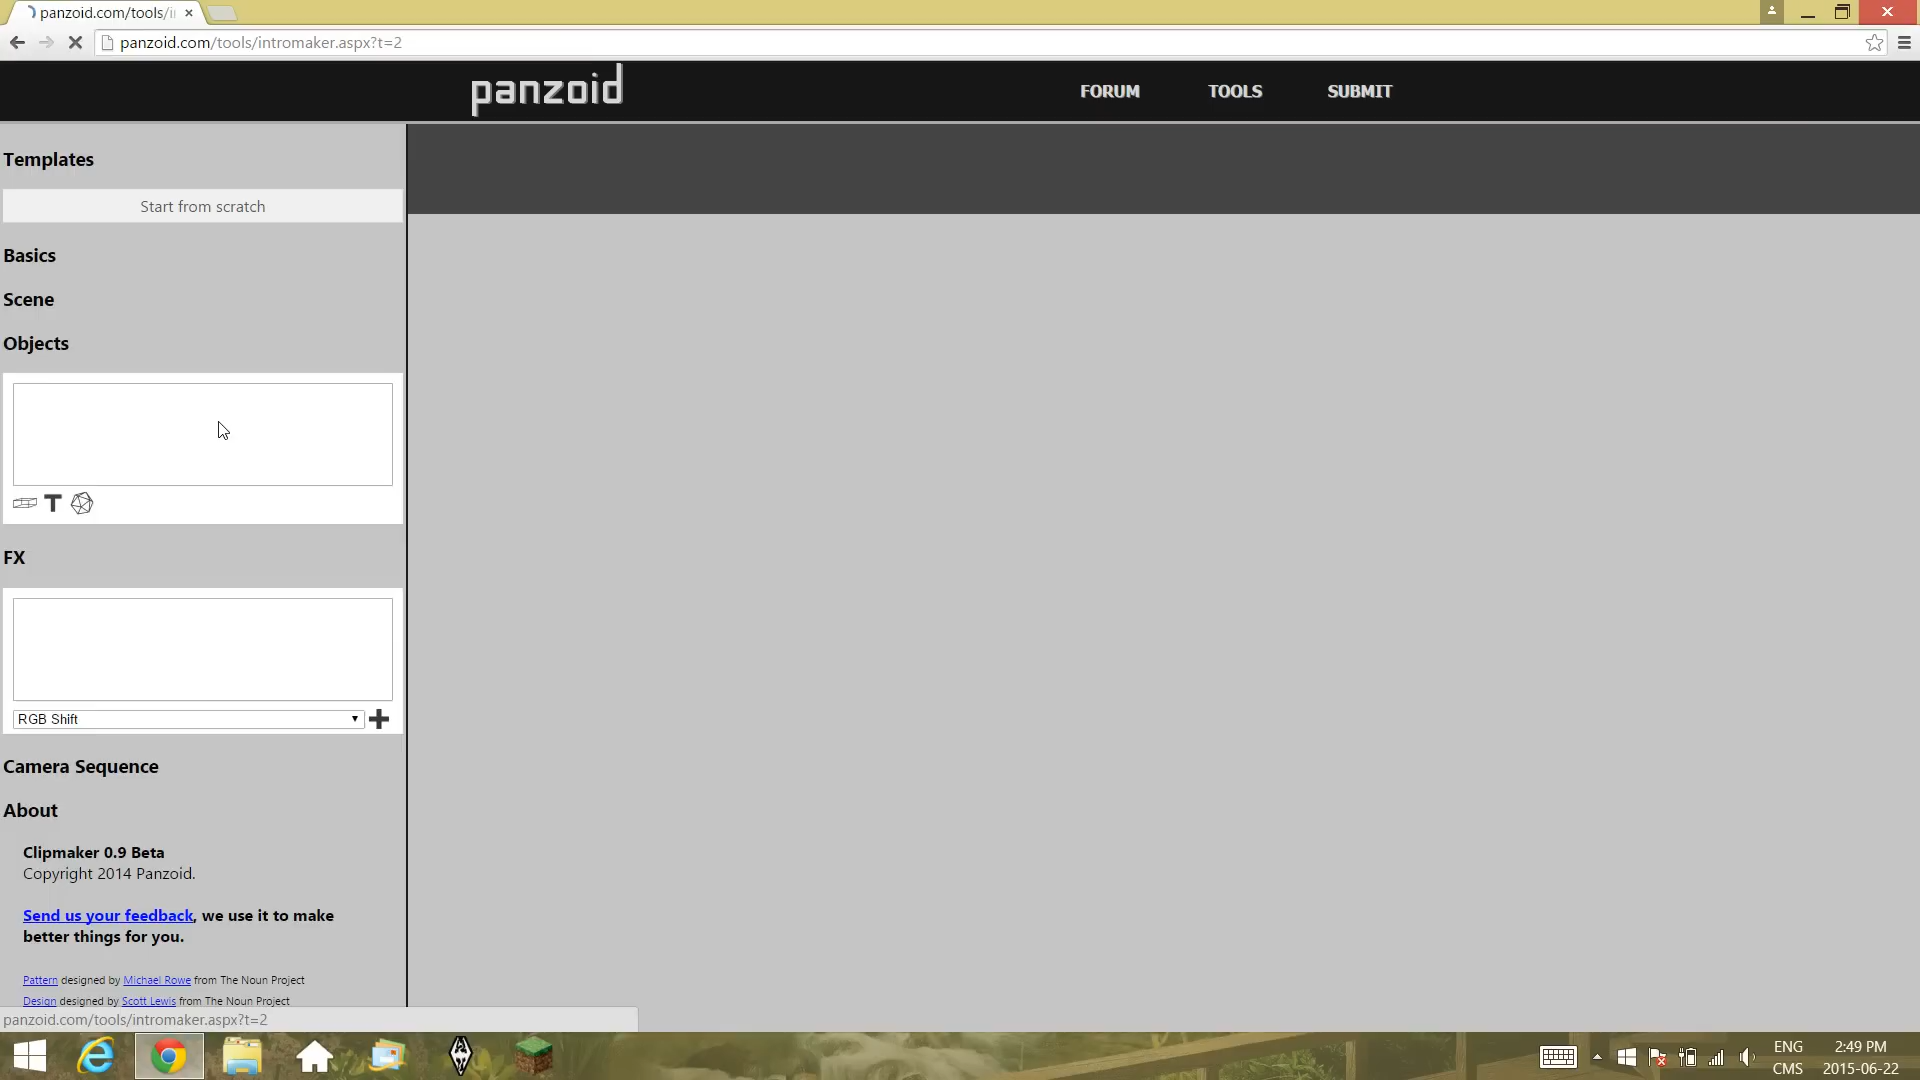 panzoid.com/tools/i
panzoid.com/tools/intromaker.aspx?t=2
panzoid
FORUM
TOOLS
SUBMIT
Templates
Start from scratch
Basics
Scene
Objects
T
FX
RGB Shift
Camera Sequence
About
Clipmaker 0.9 Beta
Copyright 2014 Panzoid.
Send us your feedback, we use it to make
better things for you.
Pattern designed by Michael Rowe from The Noun Project
Design designed by Scott Lewis from The Noun Project
panzoid.com/tools/intromaker.aspx?t=2
ENG
2:49 PM
CMS
2015-06-22